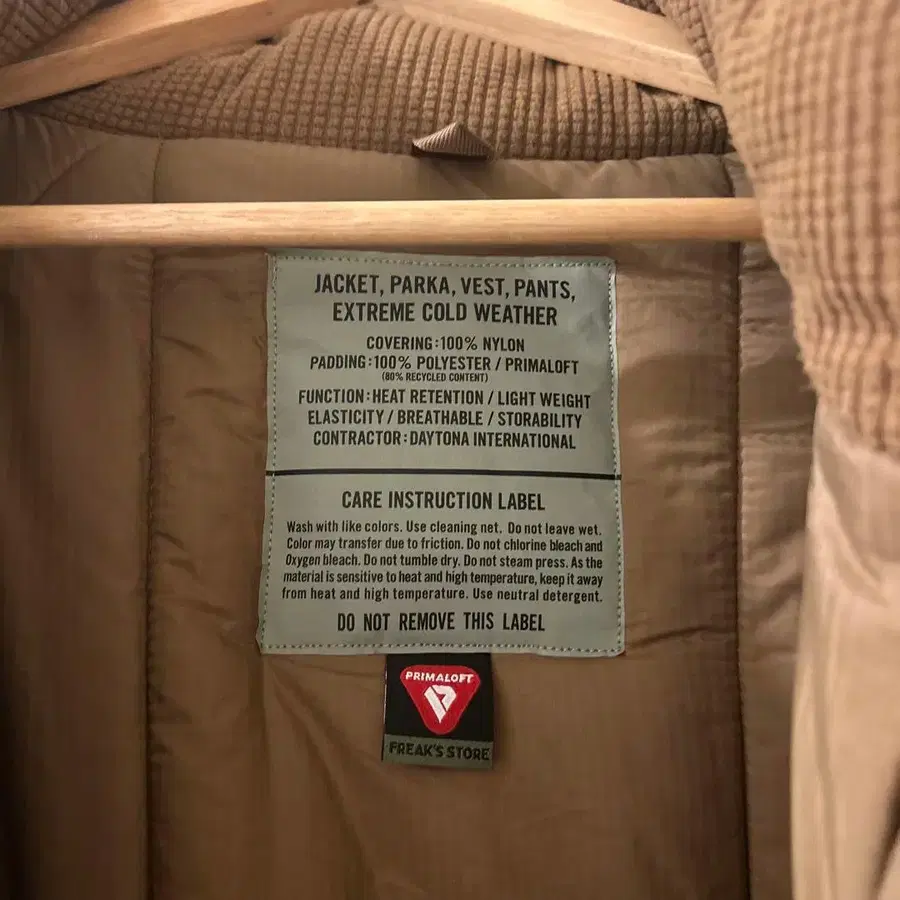 JACKET, PARKA, VEST, PANTS,
EXTREME COLD WEATHER
COVERING:100% NYLON
PADDING:100% POLYESTER / PRIMALOFT
(80% RECYCLED CONTENT)
FUNCTION:HEAT RETENTION / LIGHT WEIGHT
ELASTICITY / BREATHABLE / STORABILITY
CONTRACTOR:DAYTONA INTERNATIONAL
CARE INSTRUCTION LABEL
Wash with like colors. Use cleaning net. Do not leave wet.
Color may transfer due to friction. Do not chlorine bleach and
Oxygen bleach. Do not tumble dry. Do not steam press. As the
material is sensitive to heat and high temperature, keep it away
from heat and high temperature. Use neutral detergent.
DO NOT REMOVE THIS LABEL
PRIMALOFT
FREAK'S STORE